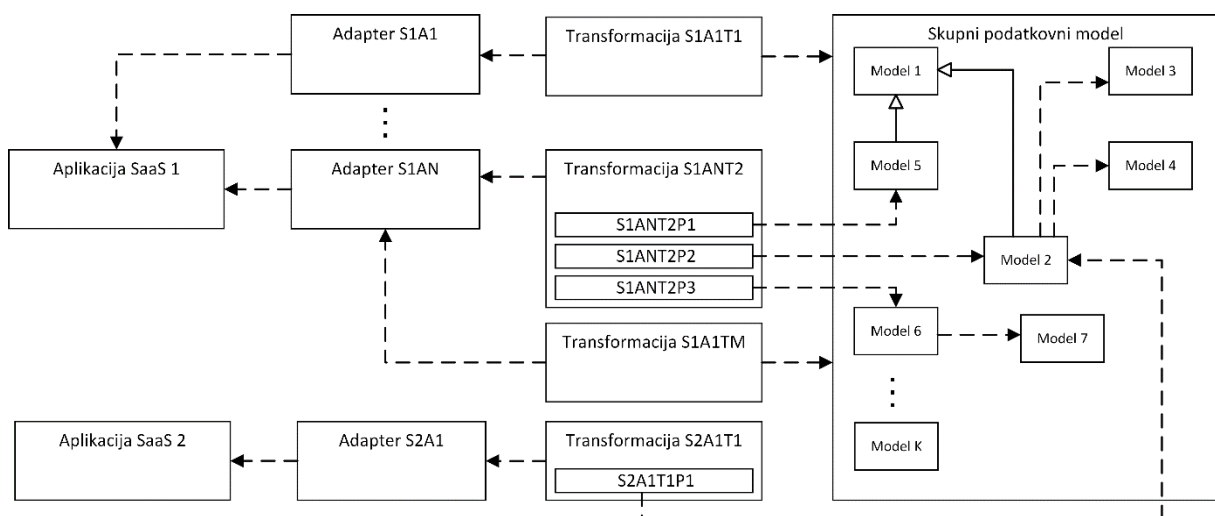 Adapter S1A1
Transformacija S1A1T1
Skupni podatkovni model
Model 1
Model 3
Aplikacija SaaS 1
Adapter S1AN
Transformacija S1ANT2
Model 5
Model 4
S1ANT2P1
S1ANT2P2
Model 2
S1ANT2P3
Model 6
Transformacija S1A1TM
Model 7
Aplikacija SaaS 2
Adapter S2A1
Transformacija S2A1T1
Model K
S2A1T1P1